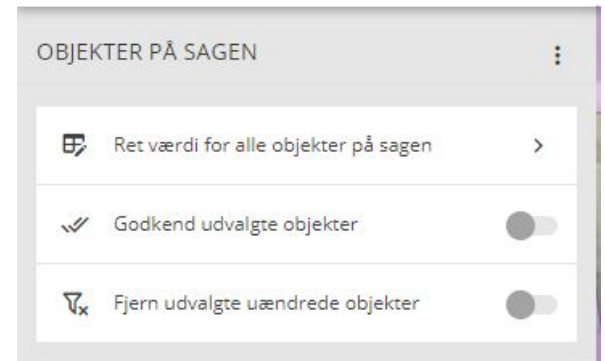 OBJEKTER PÅ SAGEN
Ret værdi for alle objekter på sagen
Godkend udvalgte objekter
Fjern udvalgte uændrede objekter